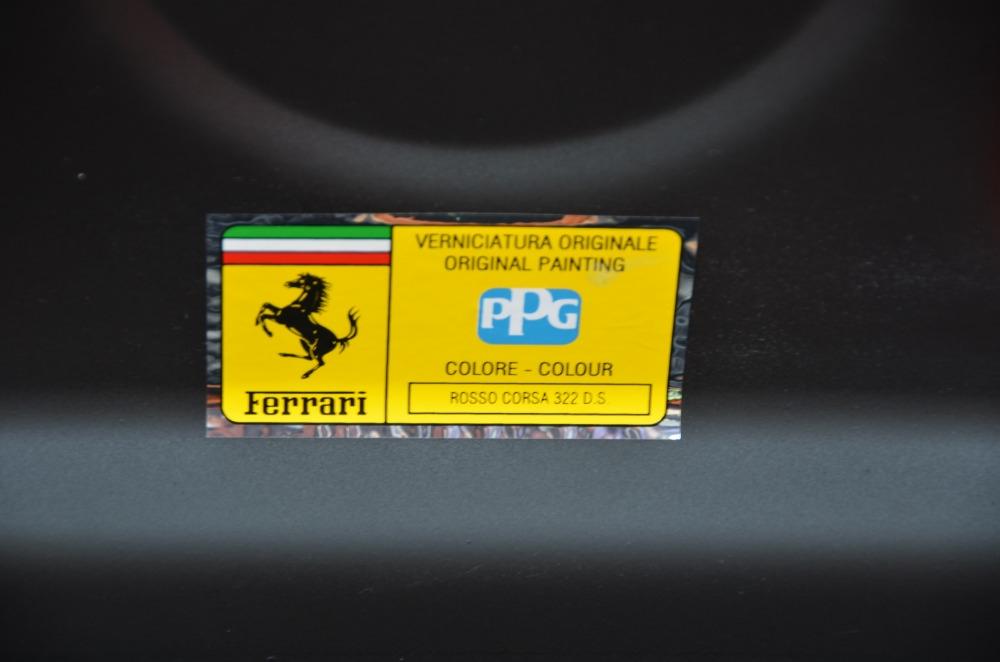 VERNICIATURA ORIGINALE
ORIGINAL PAINTING
PPG
COLORE - COLOUR
ROSSO CORSA 322 D.S
Ferrari